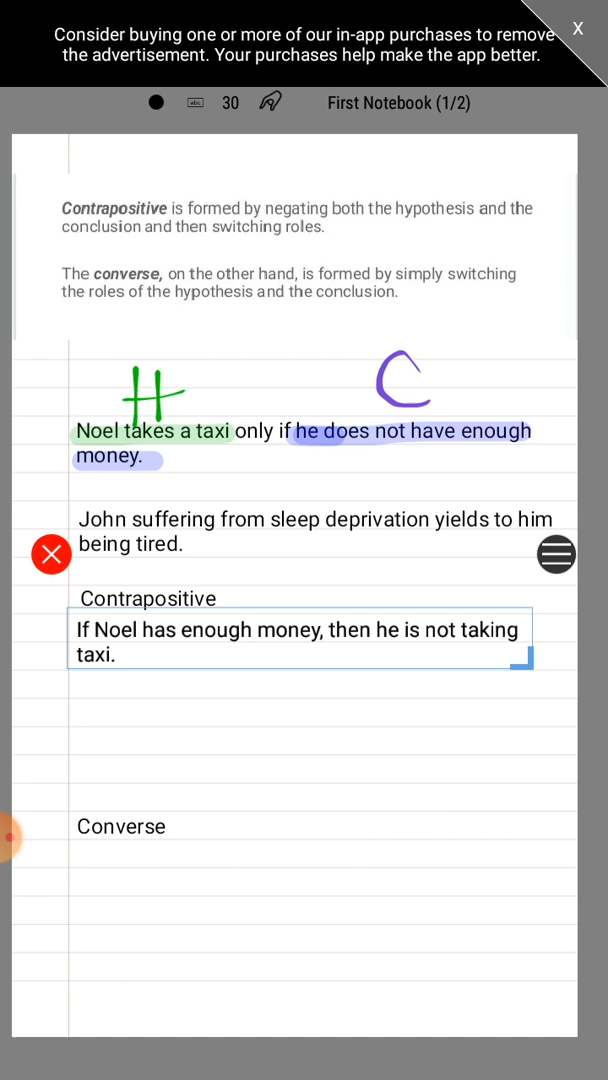 Consider buying one or more of our in-app purchases to remove
the advertisement. Your purchases help make the app better.
X
abc 30 First Notebook (1/2)
Contrapositive is formed by negating both the hypothesis and the
conclusion and then switching roles.
The converse, on the other hand, is formed by simply switching
the roles of the hypothesis and the conclusion.
H C
Noel takes a taxi only if he does not have enough
money.
John suffering from sleep deprivation yields to him
being tired.
Contrapositive
If Noel has enough money, then he is not taking
taxi.
Converse